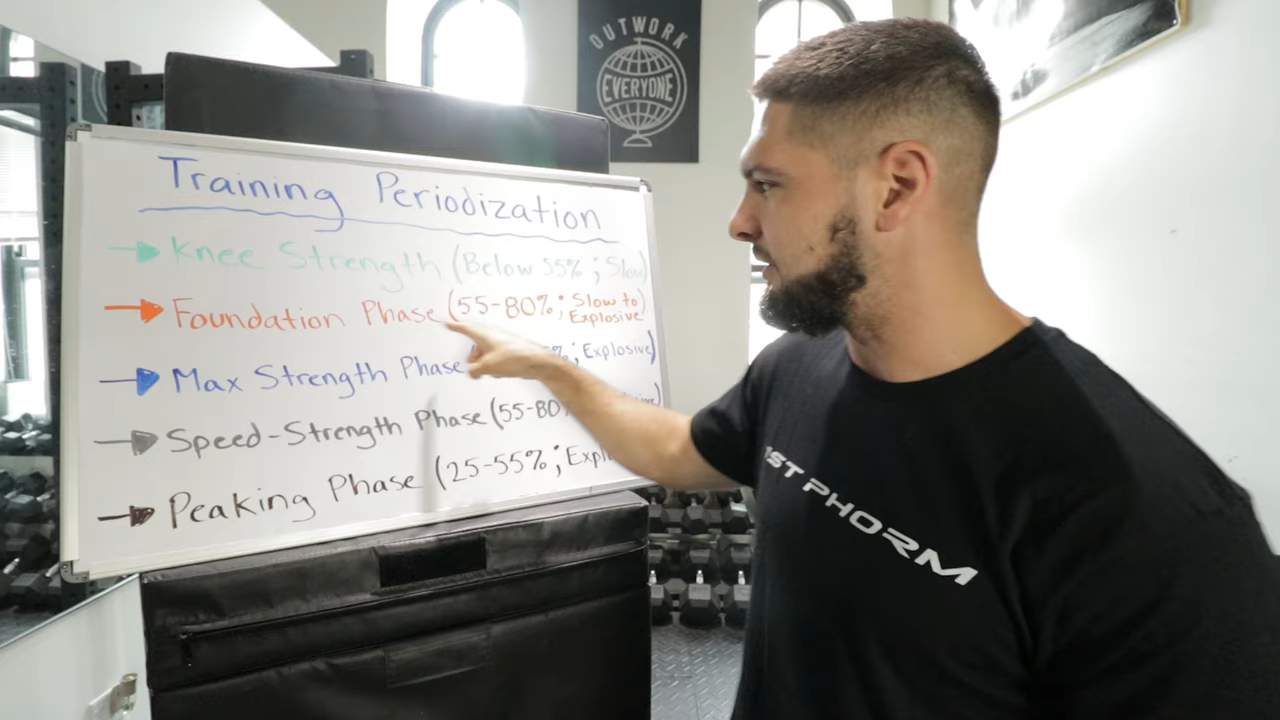 OUTWORK
EVERYONE
Training Periodization
Knee Strength (Below 55% ; Slow)
Foundation Phase (55-80% ; Slow to Explosive)
Max Strength Phase % ; Explosive)
Speed-Strength Phase (55-80
Peaking Phase (25-55% ; Expl
1ST PHORM